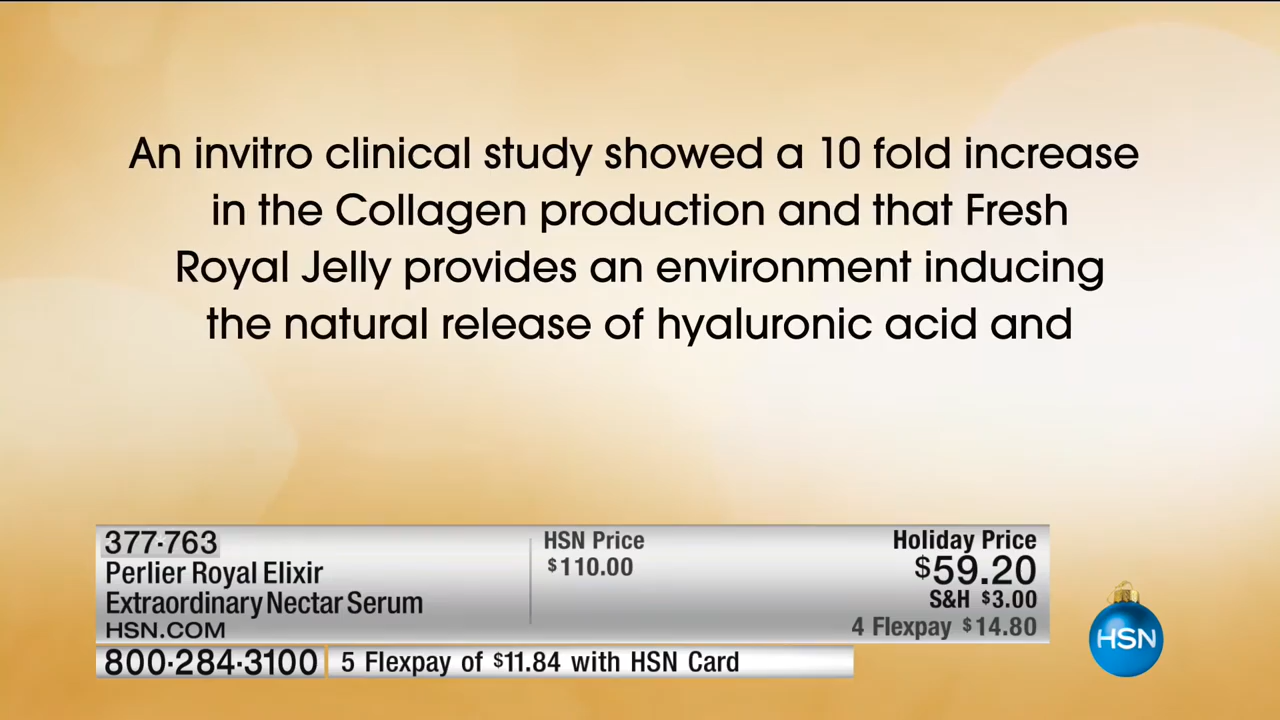 An invitro clinical study showed a 10 fold increase
in the Collagen production and that Fresh
Royal Jelly provides an environment inducing
the natural release of hyaluronic acid and
377-763
Perlier Royal Elixir
Extraordinary Nectar Serum
HSN.COM
HSN Price
$110.00
Holiday Price
$59.20
S&H $3.00
4 Flexpay $14.80
800-284-3100
5 Flexpay of $11.84 with HSN Card
HSN